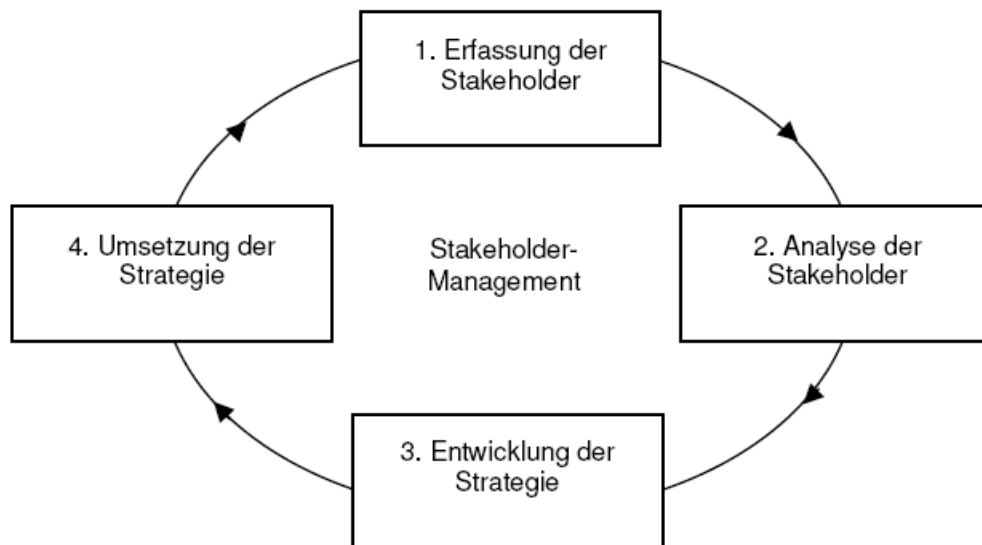 1. Erfassung der
Stakeholder
4. Umsetzung der
Strategie
Stakeholder-
Management
2. Analyse der
Stakeholder
3. Entwicklung der
Strategie